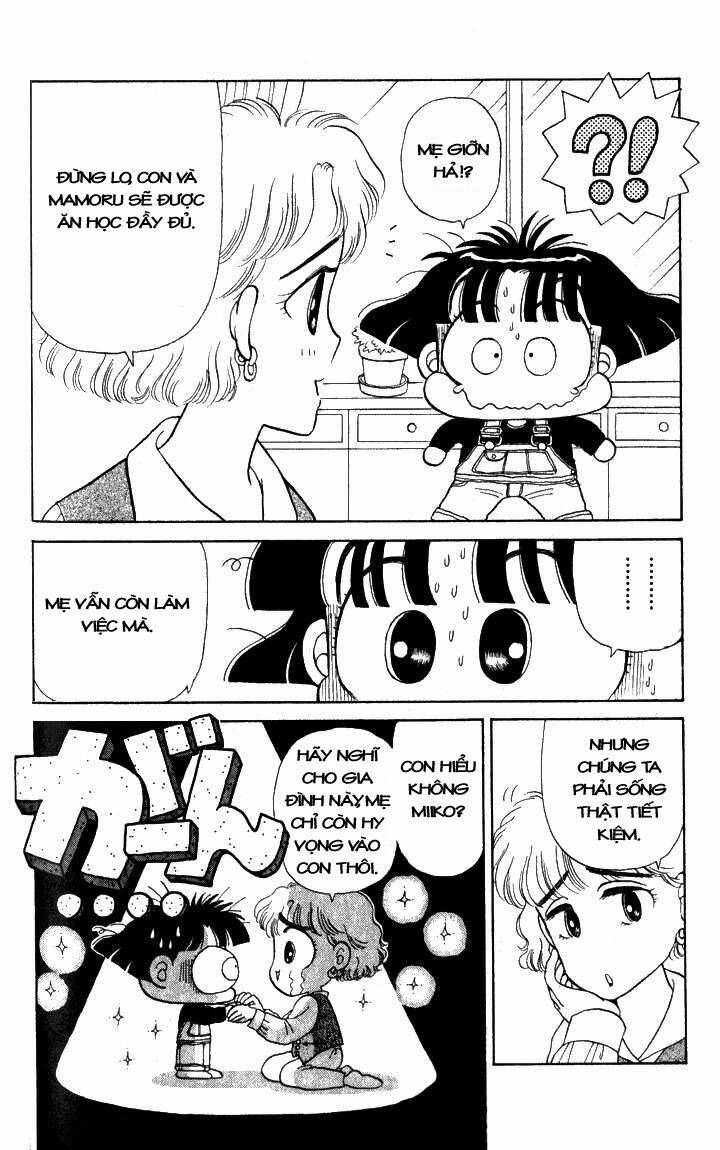 ?!
MẸ GIỠN
HẢ!?
ĐỪNG LO, CON VÀ
MAMORU SẼ ĐƯỢC
ĂN HỌC ĐẦY ĐỦ.
.......
MẸ VẪN CÒN LÀM
VIỆC MÀ.
NHƯNG
CHÚNG TA
PHẢI SỐNG
THẬT TIẾT
KIỆM.
CON HIỂU
KHÔNG
MIIKO?
HÃY NGHĨ
CHO GIA
ĐÌNH NÀY, MẸ
CHỈ CÒN HY
VỌNG VÀO
CON THÔI.
がーん